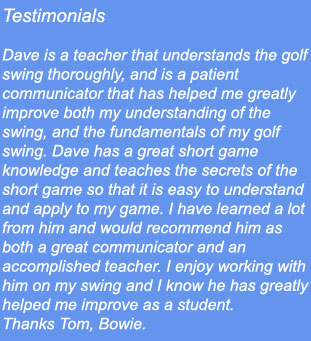 Testimonials
Dave is a teacher that understands the golf
swing thoroughly, and is a patient
communicator that has helped me greatly
improve both my understanding of the
swing, and the fundamentals of my golf
swing. Dave has a great short game
knowledge and teaches the secrets of the
short game so that it is easy to understand
and apply to my game. I have learned a lot
from him and would recommend him as
both a great communicator and an
accomplished teacher. I enjoy working with
him on my swing and I know he has greatly
helped me improve as a student.
Thanks Tom, Bowie.